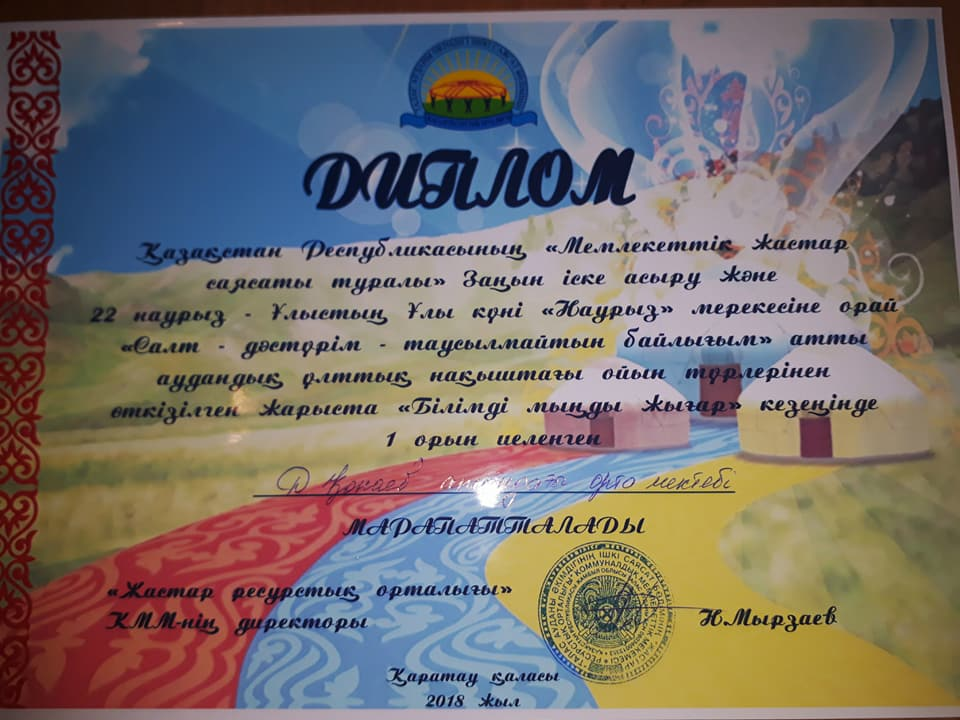 ДИПЛОМ
Қазақстан Республикасының «Мемлекеттік жастар
саясаты туралы» Заңын іске асыру және
22 наурыз - Ұлыстың Ұлы күні «Наурыз» мерекесіне орай
«Салт - дәстүрім - таусылмайтын байлығым» атты
аудандық ұлттық нақыштағы ойын түрлерінен
өткізілген жарыста «Білімді мыңды жығар» кезеңінде
1 орын иеленген
орта мектебі
МАРАПАТТАЛАДЫ
«Жастар ресурстық орталығы»
КММ-нің директоры
Н.Мырзаев
Қаратау қаласы
2018 жыл